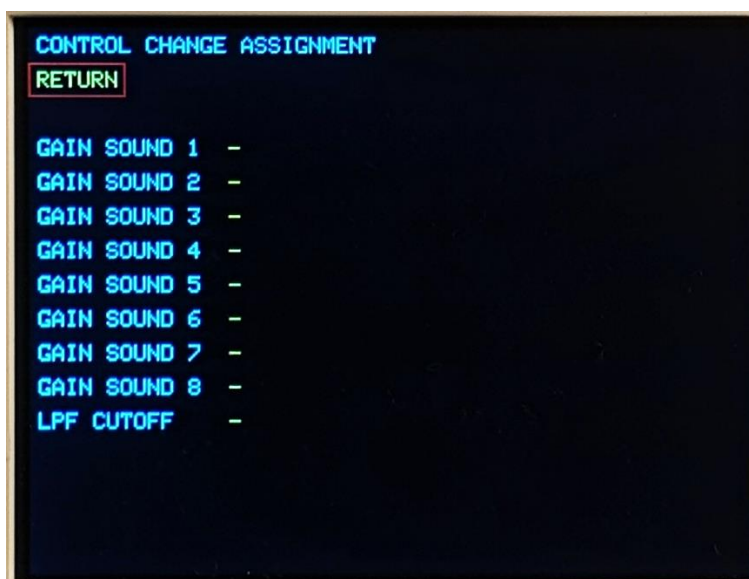 CONTROL CHANGE ASSIGNMENT
RETURN
GAIN SOUND 1 -
GAIN SOUND 2 -
GAIN SOUND 3 -
GAIN SOUND 4 -
GAIN SOUND 5 -
GAIN SOUND 6 -
GAIN SOUND 7 -
GAIN SOUND 8 -
LPF CUTOFF -